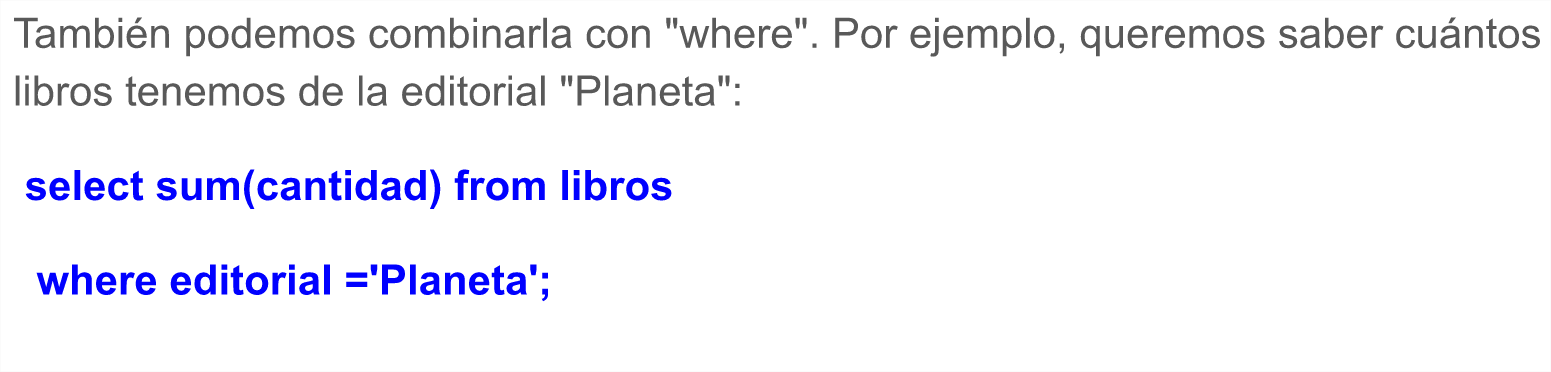 También podemos combinarla con "where". Por ejemplo, queremos saber cuántos
libros tenemos de la editorial "Planeta":
select sum(cantidad) from libros
where editorial ='Planeta';